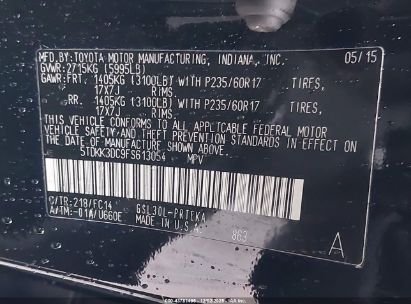 MFD. BY: TOYOTA MOTOR MANUFACTURING, INDIANA, INC. 05/15
GVWR: 2715KG (5995LB)
GAWR: FRT. 1405KG (3100LB) WITH P235/60R17 TIRES,
17X7J RIMS,
RR. 1405KG (3100LB) WITH P235/60R17 TIRES,
17X7J RIMS.
THIS VEHICLE CONFORMS TO ALL APPLICABLE FEDERAL MOTOR
VEHICLE SAFETY AND THEFT PREVENTION STANDARDS IN EFFECT ON
THE DATE OF MANUFACTURE SHOWN ABOVE.
5TDKK3DC9FS613054 MPV
C/TR: 218/FC14 GSL30L-PRTEKA
A/TM: -01A/U660E MADE IN U.S.A. 863
A